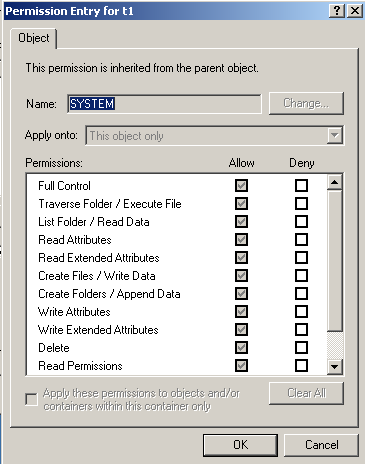 Permission Entry for t1
Object
This permission is inherited from the parent object.
Name: SYSTEM Change...
Apply onto: This object only
Permissions: Allow Deny
Full Control
Traverse Folder / Execute File
List Folder / Read Data
Read Attributes
Read Extended Attributes
Create Files / Write Data
Create Folders / Append Data
Write Attributes
Write Extended Attributes
Delete
Read Permissions
Apply these permissions to objects and/or Clear All
containers within this container only
OK Cancel